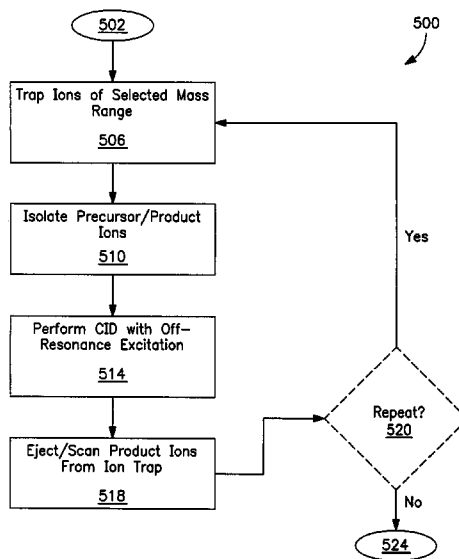 502
500
Trap Ions of Selected Mass
Range
506
Isolate Precursor/Product
Ions
510
Yes
Perform CID with Off-
Resonance Excitation
514
Repeat?
520
Eject/Scan Product Ions
From Ion Trap
518
No
524